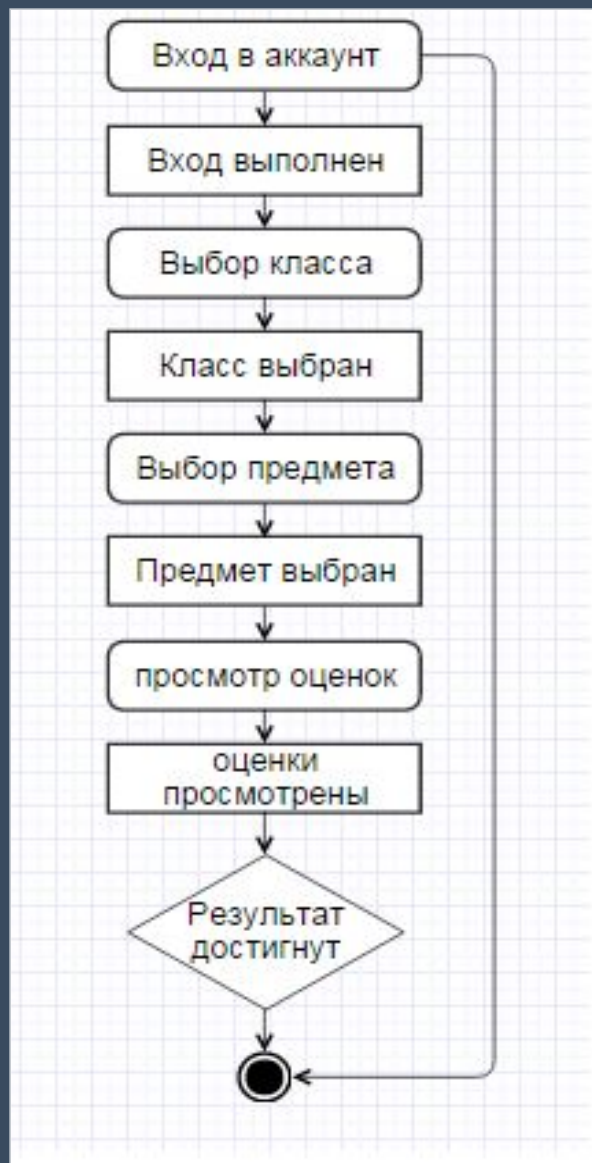 Вход в аккаунт
Вход выполнен
Выбор класса
Класс выбран
Выбор предмета
Предмет выбран
просмотр оценок
оценки
просмотрены
Результат
достигнут